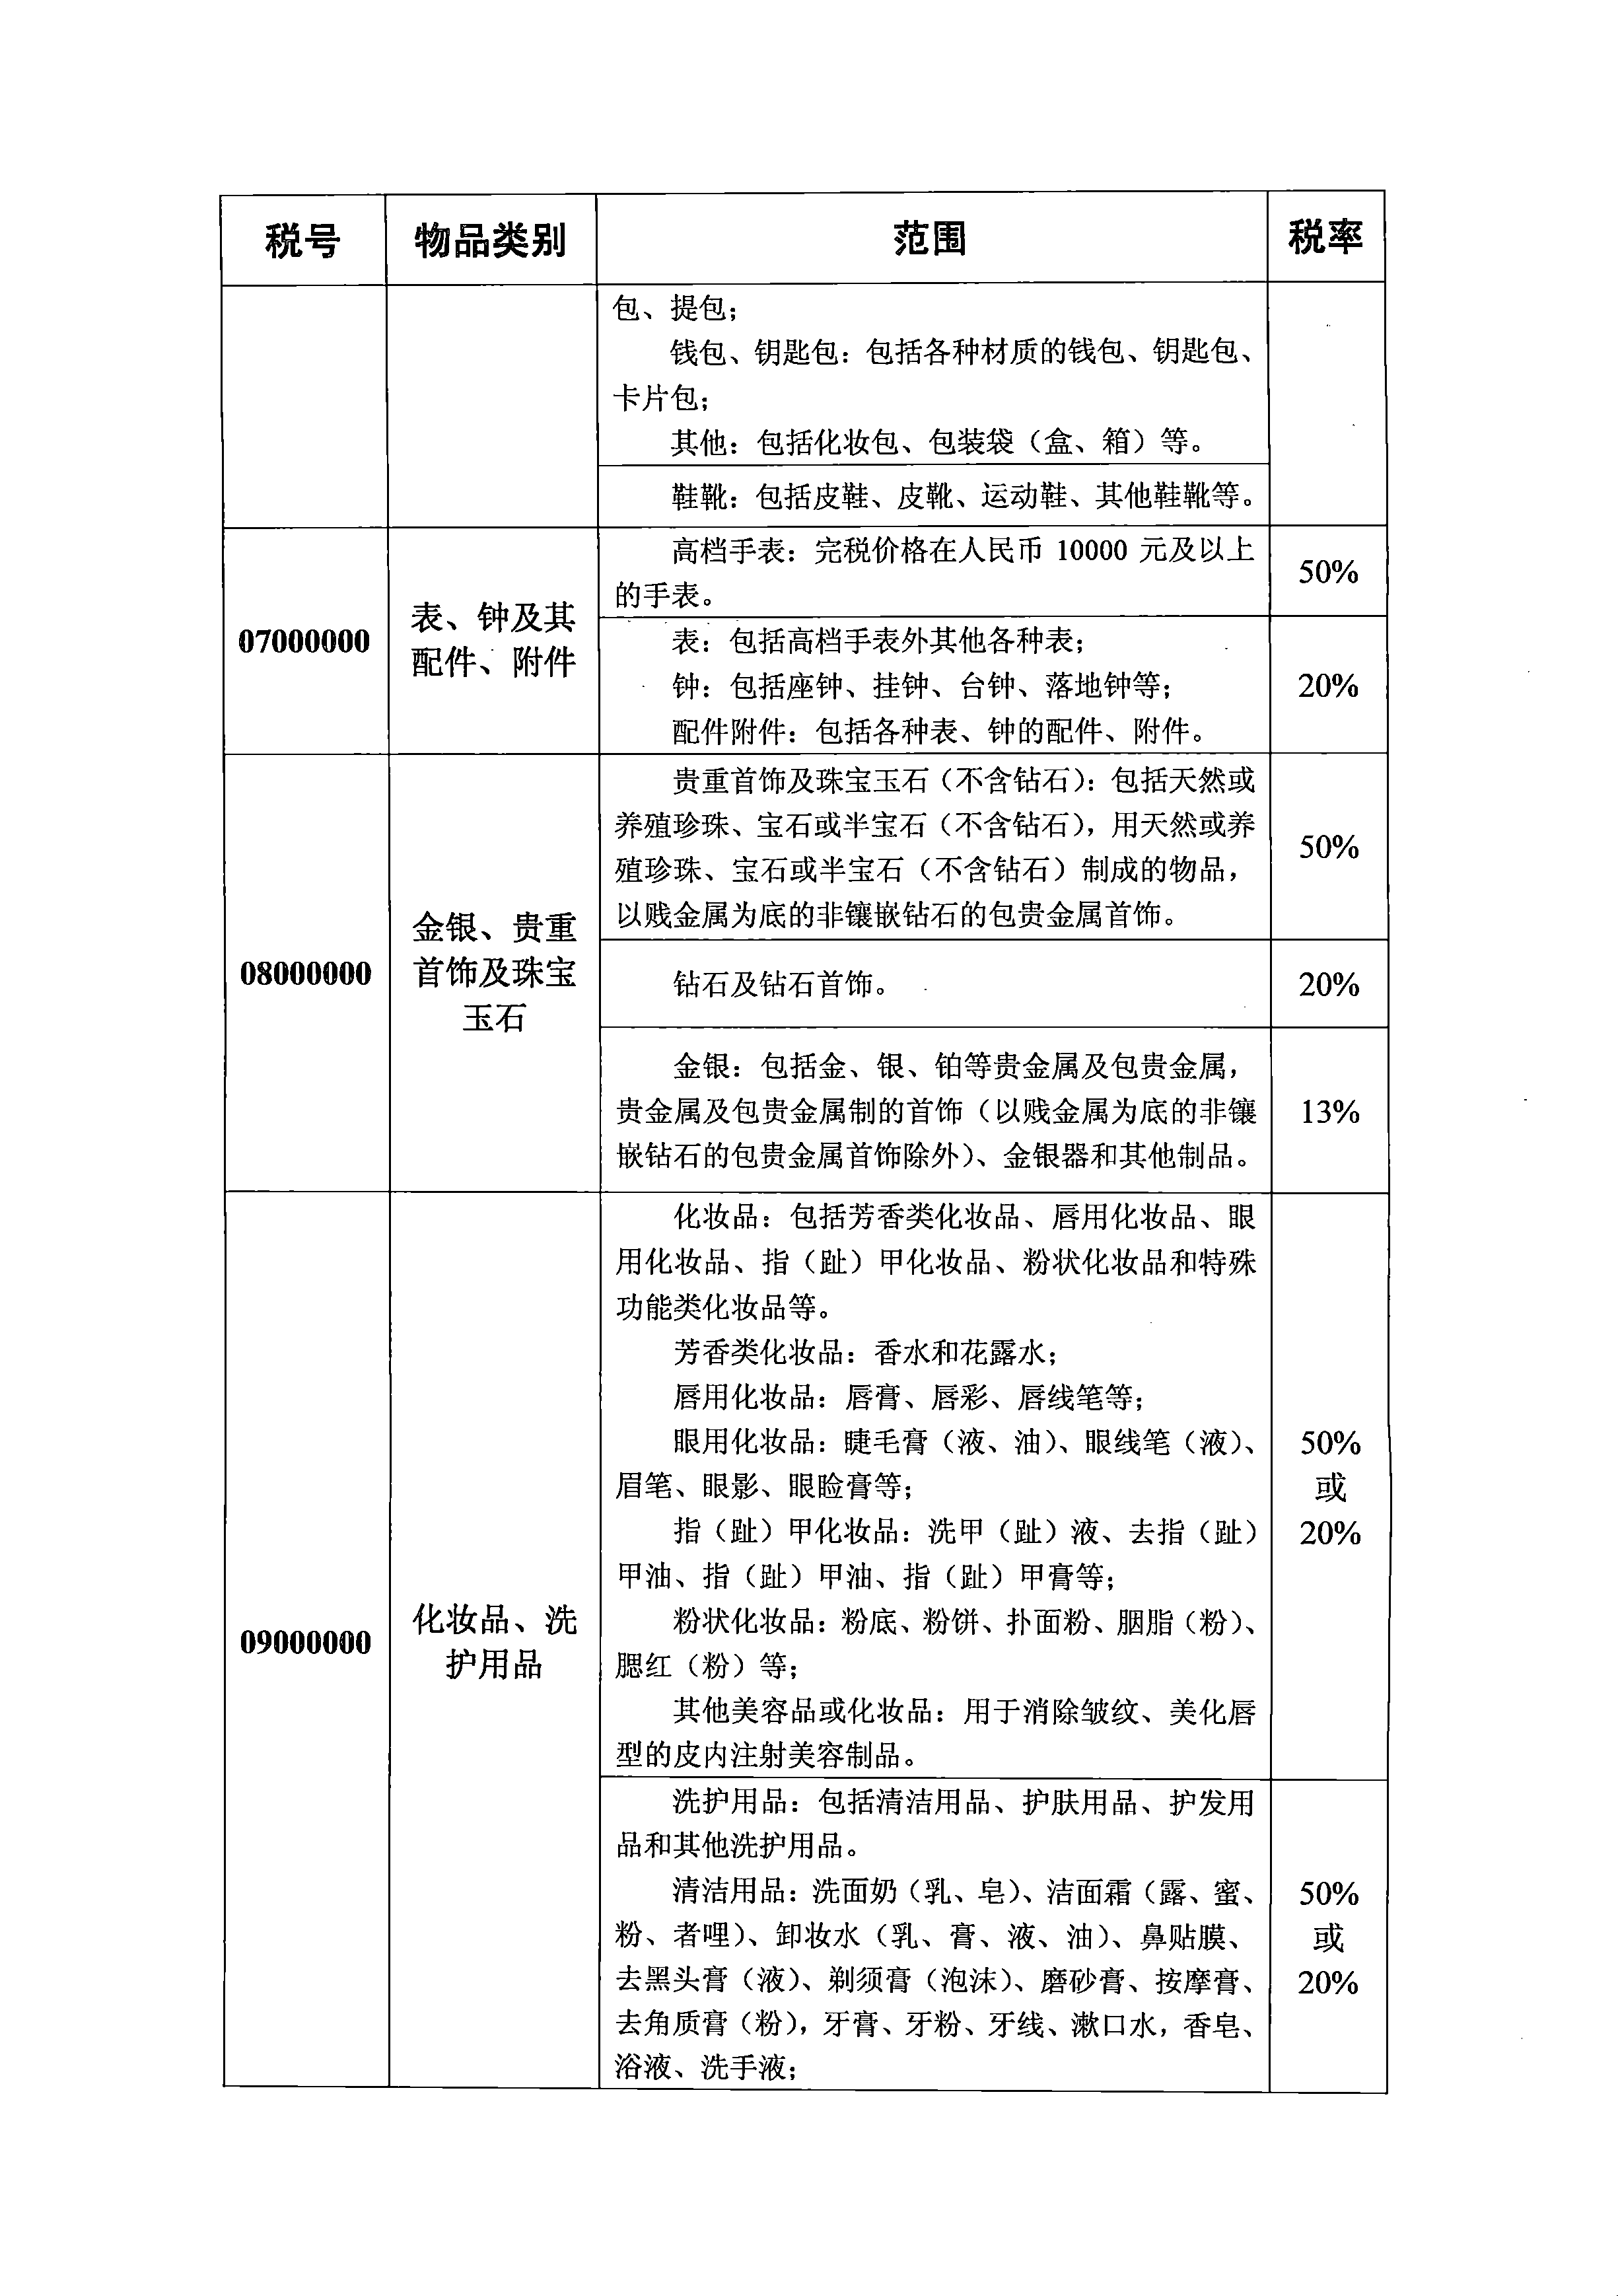 税号 物品类别 范围 税率
包、提包；
钱包、钥匙包：包括各种材质的钱包、钥匙包、
卡片包；
其他：包括化妆包、包装袋（盒、箱）等。
鞋靴：包括皮鞋、皮靴、运动鞋、其他鞋靴等。
07000000
表、钟及其
配件、附件
高档手表：完税价格在人民币 10000 元及以上
的手表。
50%
表：包括高档手表外其他各种表；
钟：包括座钟、挂钟、台钟、落地钟等；
配件附件：包括各种表、钟的配件、附件。
20%
08000000
金银、贵重
首饰及珠宝
玉石
贵重首饰及珠宝玉石（不含钻石）：包括天然或
养殖珍珠、宝石或半宝石（不含钻石），用天然或养
殖珍珠、宝石或半宝石（不含钻石）制成的物品，
以贱金属为底的非镶嵌钻石的包贵金属首饰。
50%
钻石及钻石首饰。
20%
金银：包括金、银、铂等贵金属及包贵金属，
贵金属及包贵金属制的首饰（以贱金属为底的非镶
嵌钻石的包贵金属首饰除外）、金银器和其他制品。
13%
09000000
化妆品、洗
护用品
化妆品：包括芳香类化妆品、唇用化妆品、眼
用化妆品、指（趾）甲化妆品、粉状化妆品和特殊
功能类化妆品等。
芳香类化妆品：香水和花露水；
唇用化妆品：唇膏、唇彩、唇线笔等；
眼用化妆品：睫毛膏（液、油）、眼线笔（液）、
眉笔、眼影、眼睑膏等；
指（趾）甲化妆品：洗甲（趾）液、去指（趾）
甲油、指（趾）甲油、指（趾）甲膏等；
粉状化妆品：粉底、粉饼、扑面粉、胭脂（粉）、
腮红（粉）等；
其他美容品或化妆品：用于消除皱纹、美化唇
型的皮内注射美容制品。
50%
或
20%
洗护用品：包括清洁用品、护肤用品、护发用
品和其他洗护用品。
清洁用品：洗面奶（乳、皂）、洁面霜（露、蜜、
粉、者哩）、卸妆水（乳、膏、液、油）、鼻贴膜、
去黑头膏（液）、剃须膏（泡沫）、磨砂膏、按摩膏、
去角质膏（粉），牙膏、牙粉、牙线、漱口水，香皂、
浴液、洗手液；
50%
或
20%